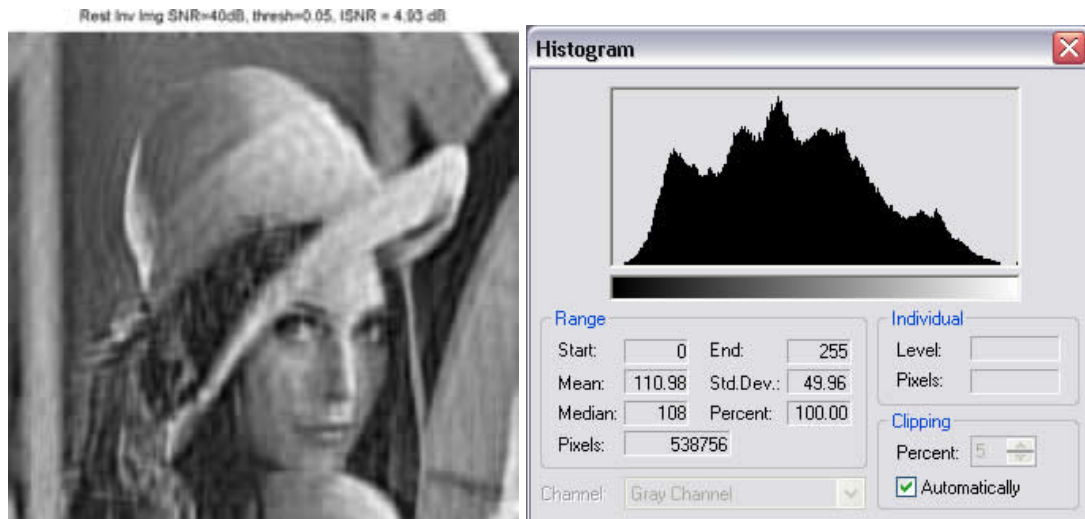 Rest Inv Img SNR=40dB, thresh=0.05, ISNR = 4.93 dB
Histogram
Range
Start: 0 End: 255
Mean: 110.98 Std.Dev.: 49.96
Median: 108 Percent: 100.00
Pixels: 538756
Individual
Level:
Pixels:
Clipping
Percent: 5
Automatically
Channel: Gray Channel